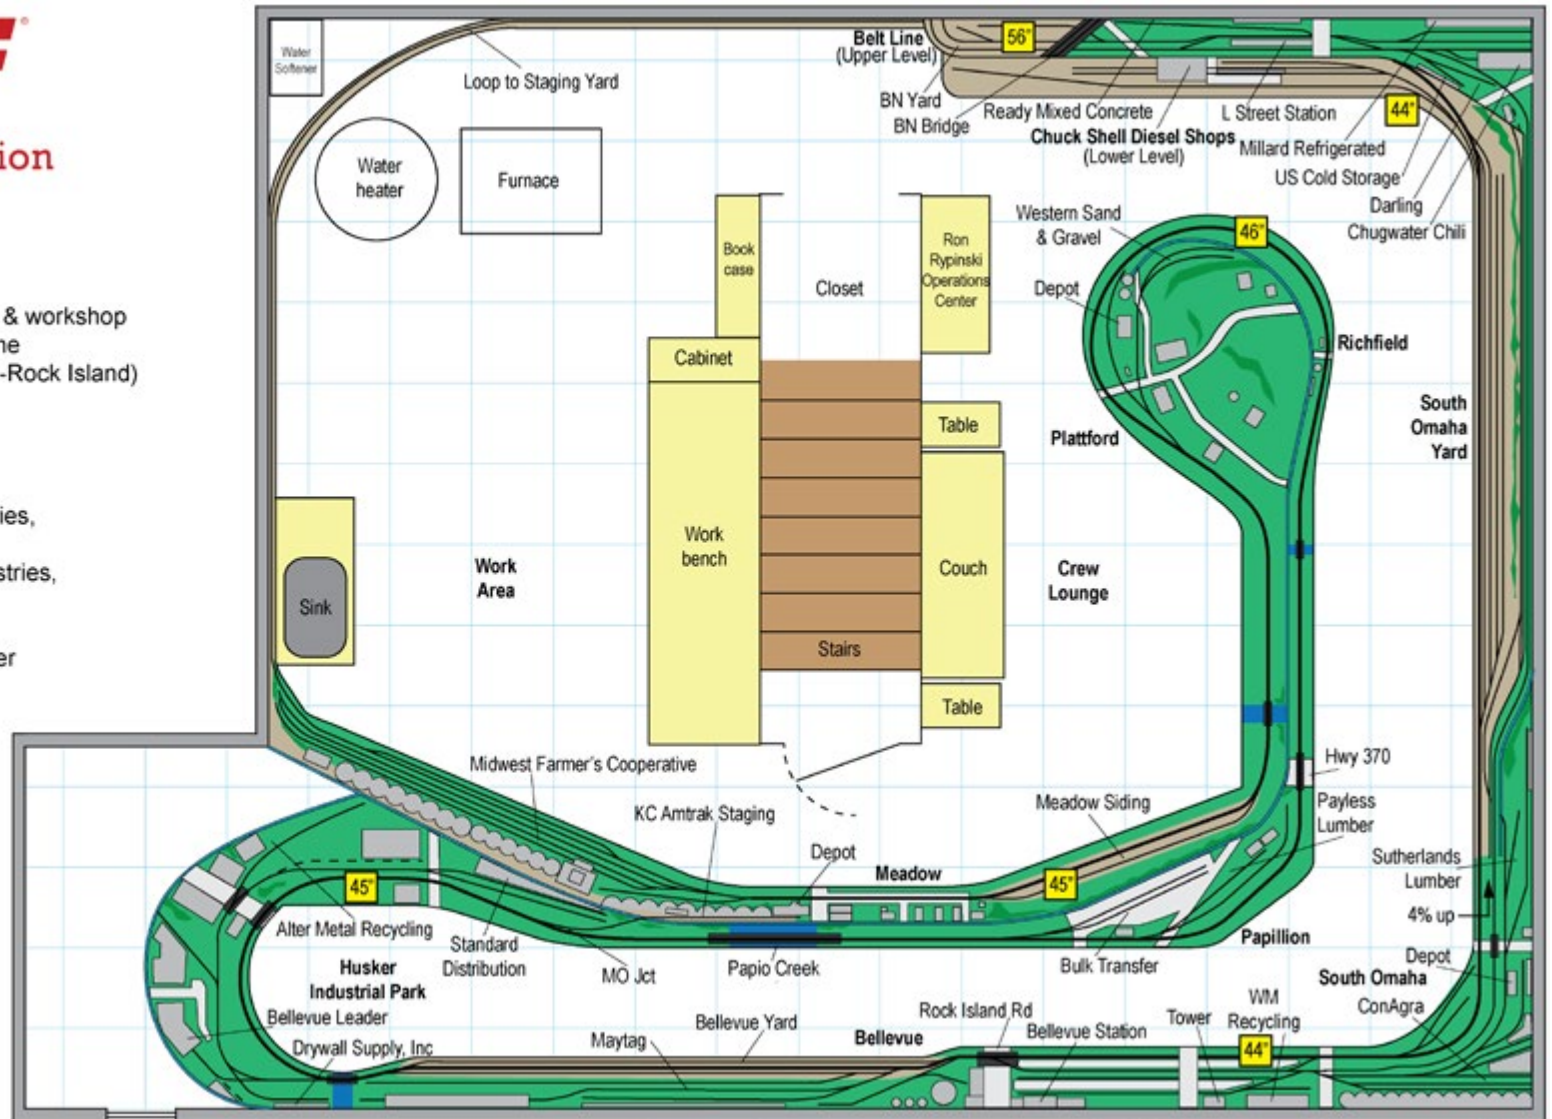 ion
& workshop
ne
-Rock Island)
ies,
stries,
er
Water
Softener
Loop to Staging Yard
Water
heater
Furnace
Belt Line
(Upper Level)
56"
BN Yard
BN Bridge
Ready Mixed Concrete
Chuck Shell Diesel Shops
(Lower Level)
L Street Station
44"
Millard Refrigerated
US Cold Storage
Darling
Chugwater Chili
Book
case
Closet
Ron
Rypinski
Operations
Center
Western Sand
& Gravel
46"
Depot
Richfield
Cabinet
Table
Plattford
South
Omaha
Yard
Work
bench
Couch
Crew
Lounge
Work
Area
Sink
Stairs
Table
Midwest Farmer's Cooperative
KC Amtrak Staging
Depot
Meadow
Meadow Siding
45"
Hwy 370
Payless
Lumber
Sutherlands
Lumber
4% up
45"
Alter Metal Recycling
Standard
Distribution
MO Jct
Papio Creek
Bulk Transfer
Papillion
Depot
South Omaha
ConAgra
Husker
Industrial Park
Bellevue Leader
Drywall Supply, Inc
Maytag
Bellevue Yard
Bellevue
Rock Island Rd
Bellevue Station
Tower
WM
Recycling
44"